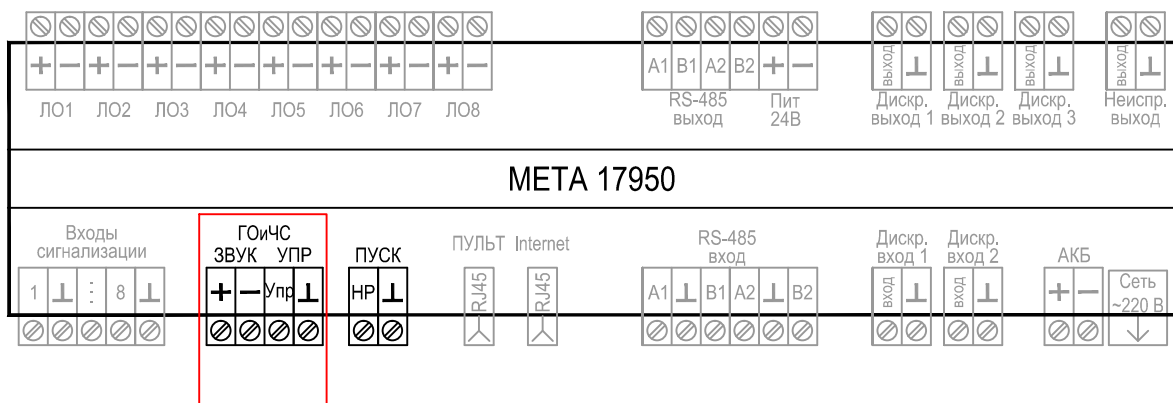 + − + − + − + − + − + − + − + −
ЛО1 ЛО2 ЛО3 ЛО4 ЛО5 ЛО6 ЛО7 ЛО8
A1 B1 A2 B2 + −
RS-485 выход
Пит 24В
выход ⊥
Дискр. выход 1
выход ⊥
Дискр. выход 2
выход ⊥
Дискр. выход 3
выход ⊥
Неиспр. выход
МЕТА 17950
Входы
сигнализации
1 ⊥ ⋮ 8 ⊥
ГОиЧС
ЗВУК УПР
+ − Упр ⊥
ПУСК
НР ⊥
ПУЛЬТ Internet
RJ45 RJ45
RS-485
вход
A1 ⊥ B1 A2 ⊥ B2
Дискр.
вход 1
вход ⊥
Дискр.
вход 2
вход ⊥
АКБ
+ −
Сеть
~220 В